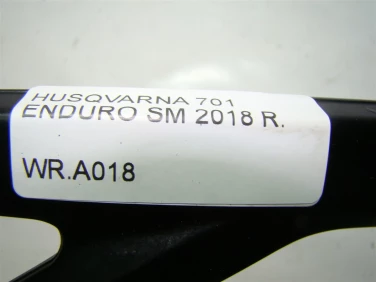 HUSQVARNA 701
ENDURO SM 2018 R.
WR.A018